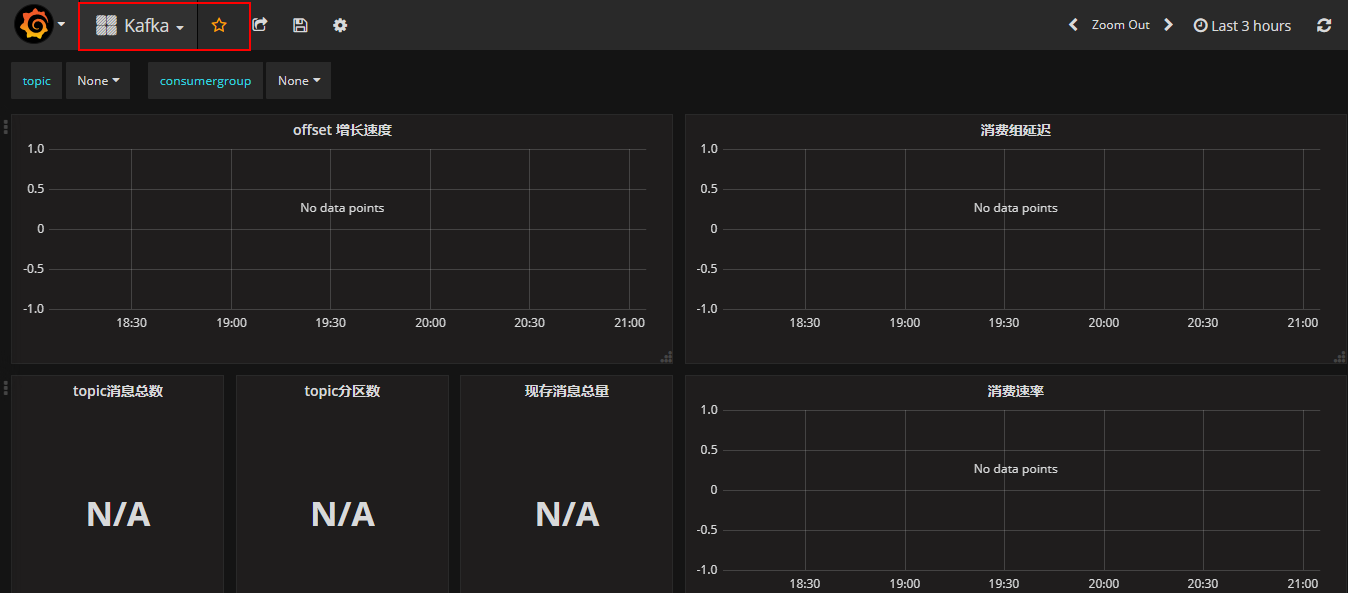 Kafka
Zoom Out
Last 3 hours
topic
None
consumergroup
None
offset 增长速度
1.0
0.5
0
-0.5
-1.0
No data points
18:30 19:00 19:30 20:00 20:30 21:00
消费组延迟
1.0
0.5
0
-0.5
-1.0
No data points
18:30 19:00 19:30 20:00 20:30 21:00
topic消息总数
N/A
topic分区数
N/A
现存消息总量
N/A
消费速率
1.0
0.5
0
-0.5
-1.0
No data points
18:30 19:00 19:30 20:00 20:30 21:00